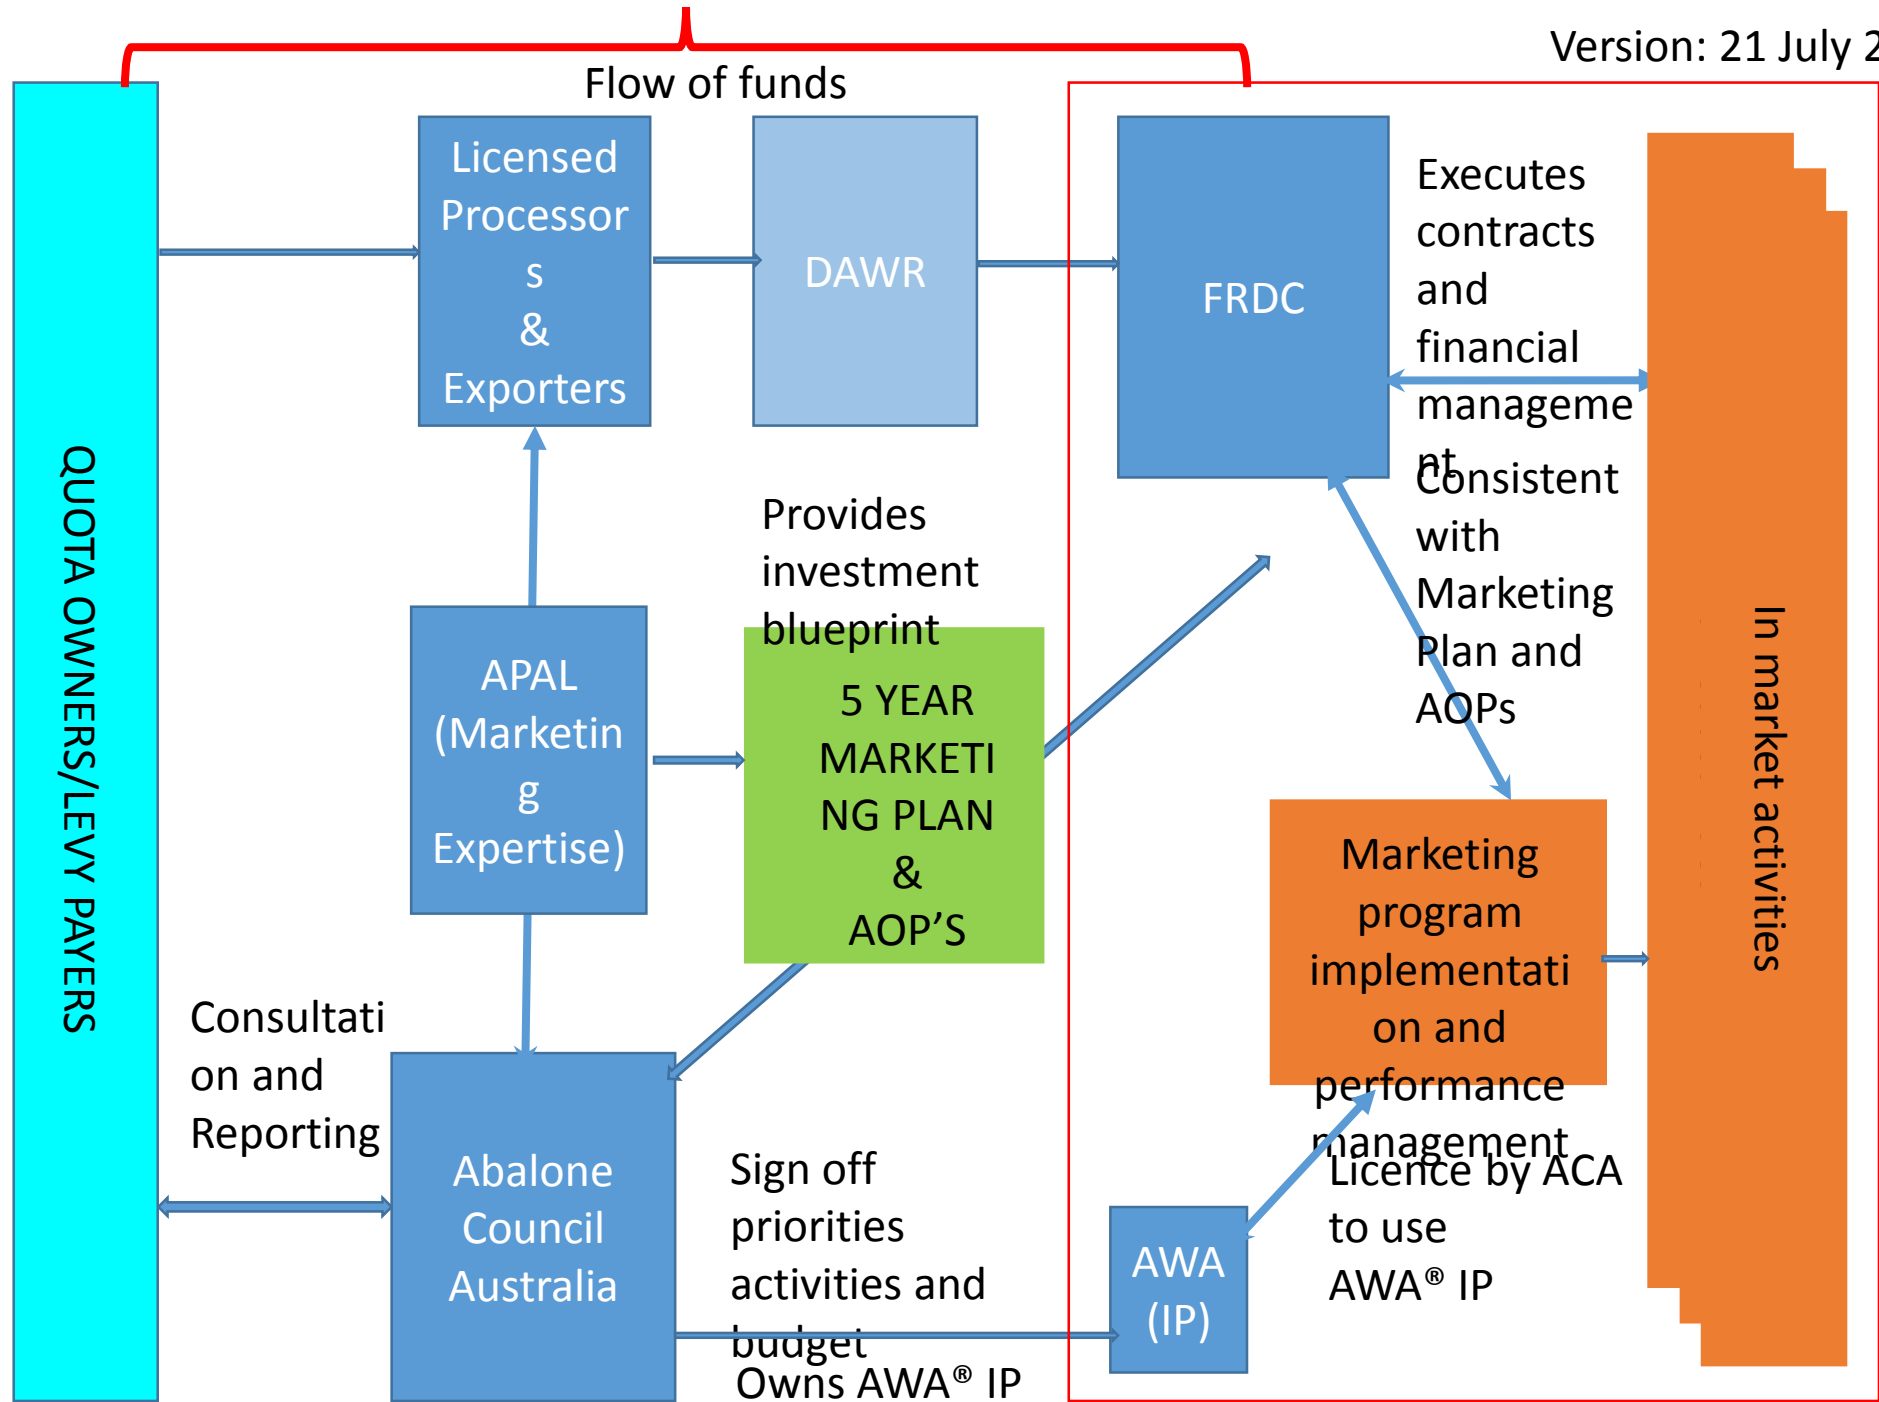 Version: 21 July 2
Flow of funds
QUOTA OWNERS/LEVY PAYERS
Licensed
Processor
s
&
Exporters
DAWR
FRDC
Executes
contracts
and
financial
manageme
nt
Consistent
with
Marketing
Plan and
AOPs
In market activities
Provides
investment
blueprint
APAL
(Marketin
g
Expertise)
5 YEAR
MARKETI
NG PLAN
&
AOP’S
Marketing
program
implementati
on and
performance
management
Consultati
on and
Reporting
Abalone
Council
Australia
Sign off
priorities
activities and
budget
Owns AWA® IP
AWA
(IP)
Licence by ACA
to use
AWA® IP